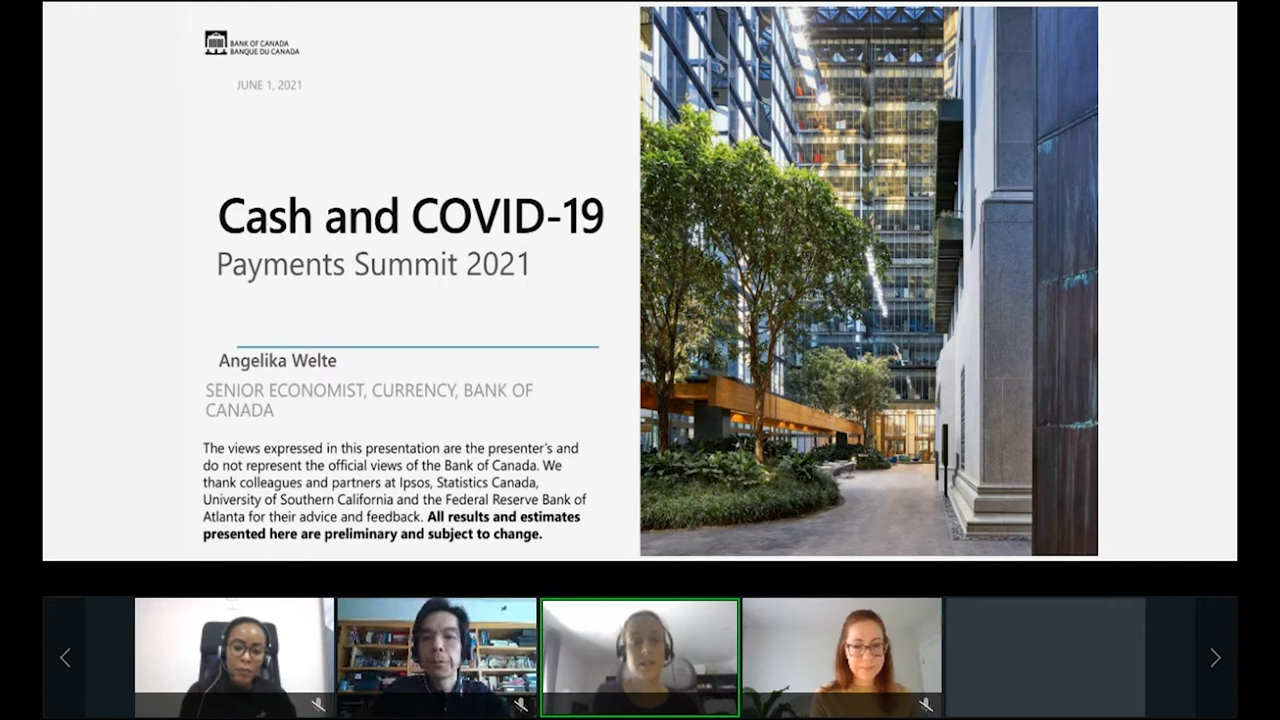 BANK OF CANADA
BANQUE DU CANADA
JUNE 1, 2021
Cash and COVID-19
Payments Summit 2021
Angelika Welte
SENIOR ECONOMIST, CURRENCY, BANK OF
CANADA
The views expressed in this presentation are the presenter's and
do not represent the official views of the Bank of Canada. We
thank colleagues and partners at Ipsos, Statistics Canada,
University of Southern California and the Federal Reserve Bank of
Atlanta for their advice and feedback. All results and estimates
presented here are preliminary and subject to change.